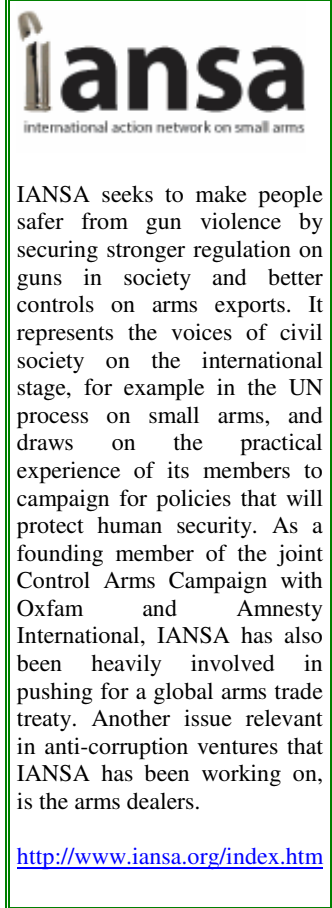 iansa
international action network on small arms
IANSA seeks to make people
safer from gun violence by
securing stronger regulation on
guns in society and better
controls on arms exports. It
represents the voices of civil
society on the international
stage, for example in the UN
process on small arms, and
draws on the practical
experience of its members to
campaign for policies that will
protect human security. As a
founding member of the joint
Control Arms Campaign with
Oxfam and Amnesty
International, IANSA has also
been heavily involved in
pushing for a global arms trade
treaty. Another issue relevant
in anti-corruption ventures that
IANSA has been working on,
is the arms dealers.
http://www.iansa.org/index.htm